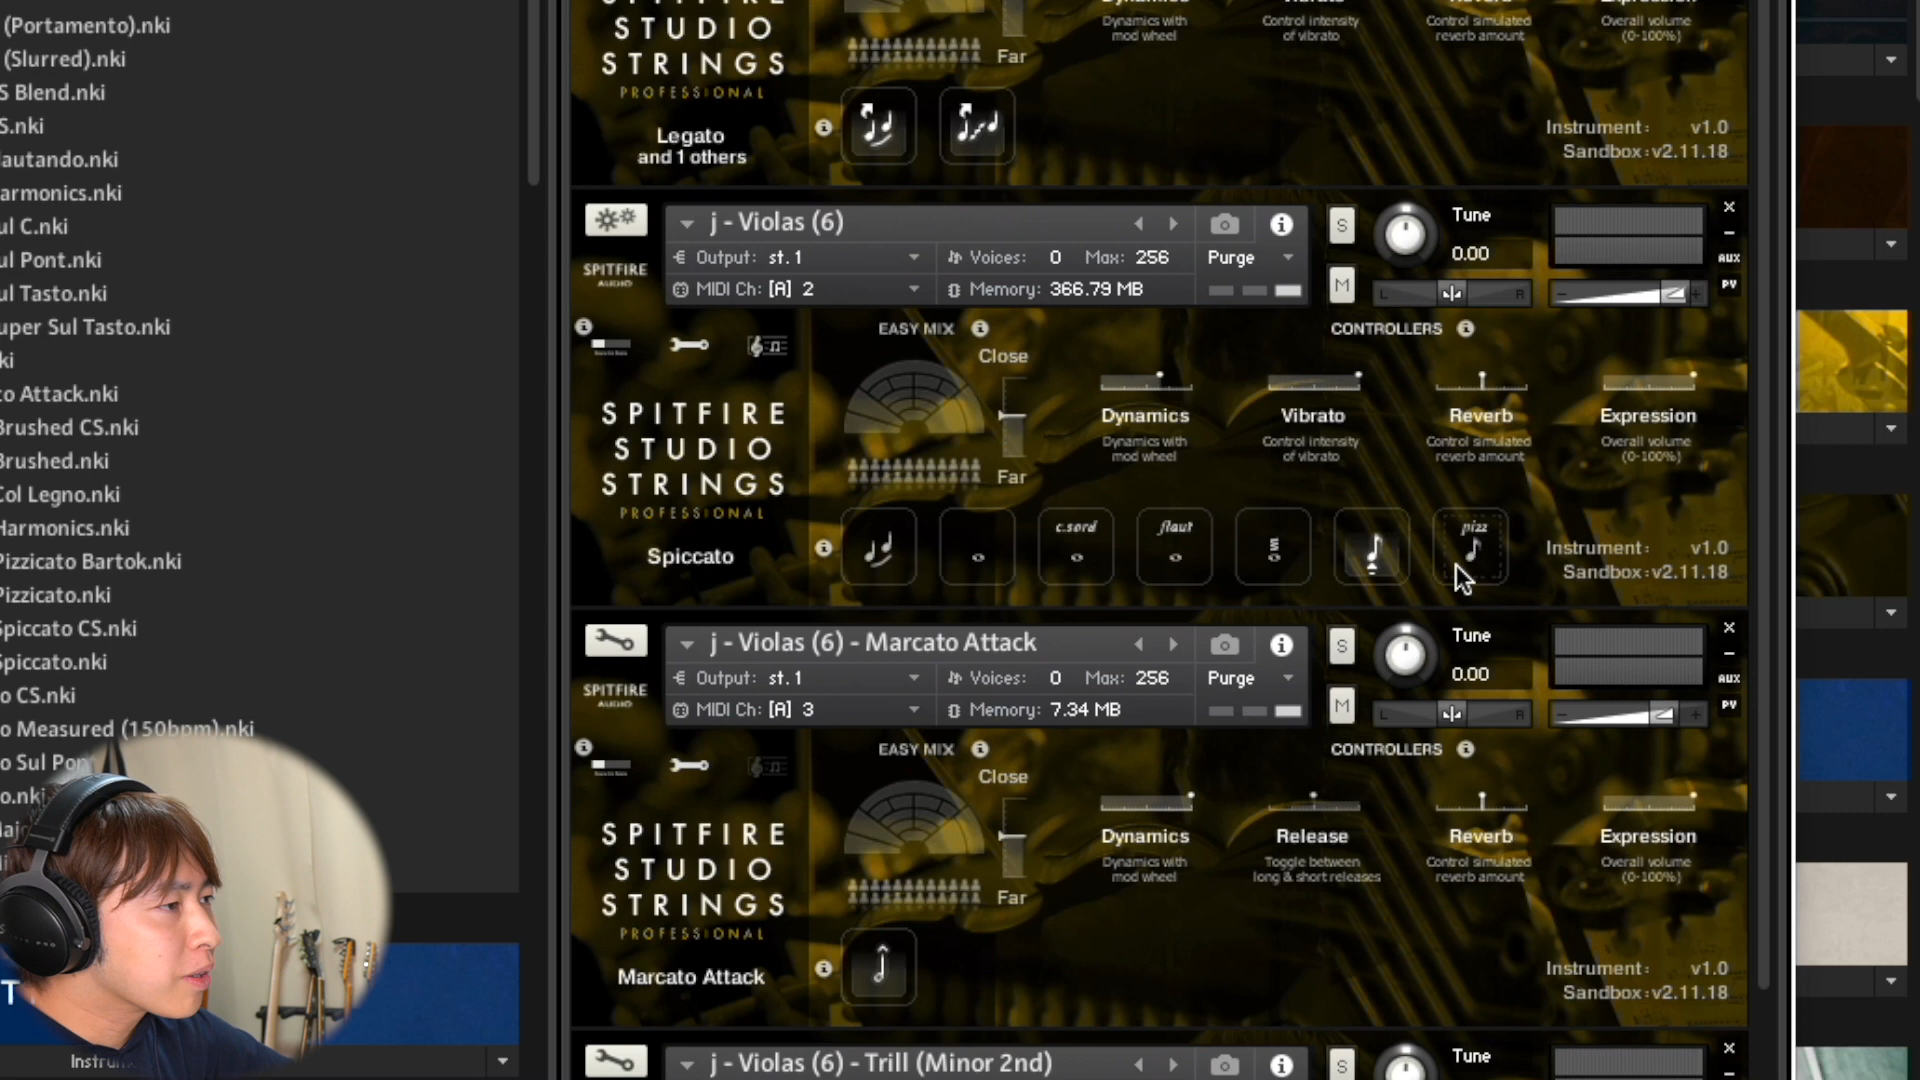 (Portamento).nki
(Slurred).nki
S Blend.nki
S.nki
lautando.nki
armonics.nki
ul C.nki
ul Pont.nki
ul Tasto.nki
uper Sul Tasto.nki
ki
to Attack.nki
Brushed CS.nki
Brushed.nki
Col Legno.nki
Harmonics.nki
Pizzicato Bartok.nki
Pizzicato.nki
Spiccato CS.nki
Spiccato.nki
o CS.nki
o Measured (150bpm).nki
o Sul Pon
o.nki
T
Instru
SPITFIRE
STUDIO
STRINGS
PROFESSIONAL
Legato
and 1 others
Far
Dynamics with
mod wheel
Control intensity
of vibrato
Control simulated
reverb amount
Overall volume
(0-100%)
Instrument: v1.0
Sandbox:v2.11.18
SPITFIRE
AUDIO
j - Violas (6)
Output: st.1
Voices: 0 Max: 256
Purge
MIDI Ch: [A] 2
Memory: 366.79 MB
S
M
Tune
0.00
L R
AUX
PV
EASY MIX
CONTROLLERS
Close
Far
SPITFIRE
STUDIO
STRINGS
PROFESSIONAL
Spiccato
Dynamics
Dynamics with
mod wheel
Vibrato
Control intensity
of vibrato
Reverb
Control simulated
reverb amount
Expression
Overall volume
(0-100%)
c.sord
flaut
pizz
Instrument: v1.0
Sandbox:v2.11.18
SPITFIRE
AUDIO
j - Violas (6) - Marcato Attack
Output: st.1
Voices: 0 Max: 256
Purge
MIDI Ch: [A] 3
Memory: 7.34 MB
S
M
Tune
0.00
L R
AUX
PV
EASY MIX
CONTROLLERS
Close
Far
SPITFIRE
STUDIO
STRINGS
PROFESSIONAL
Marcato Attack
Dynamics
Dynamics with
mod wheel
Release
Toggle between
long & short releases
Reverb
Control simulated
reverb amount
Expression
Overall volume
(0-100%)
Instrument: v1.0
Sandbox:v2.11.18
j - Violas (6) - Trill (Minor 2nd)
S
Tune